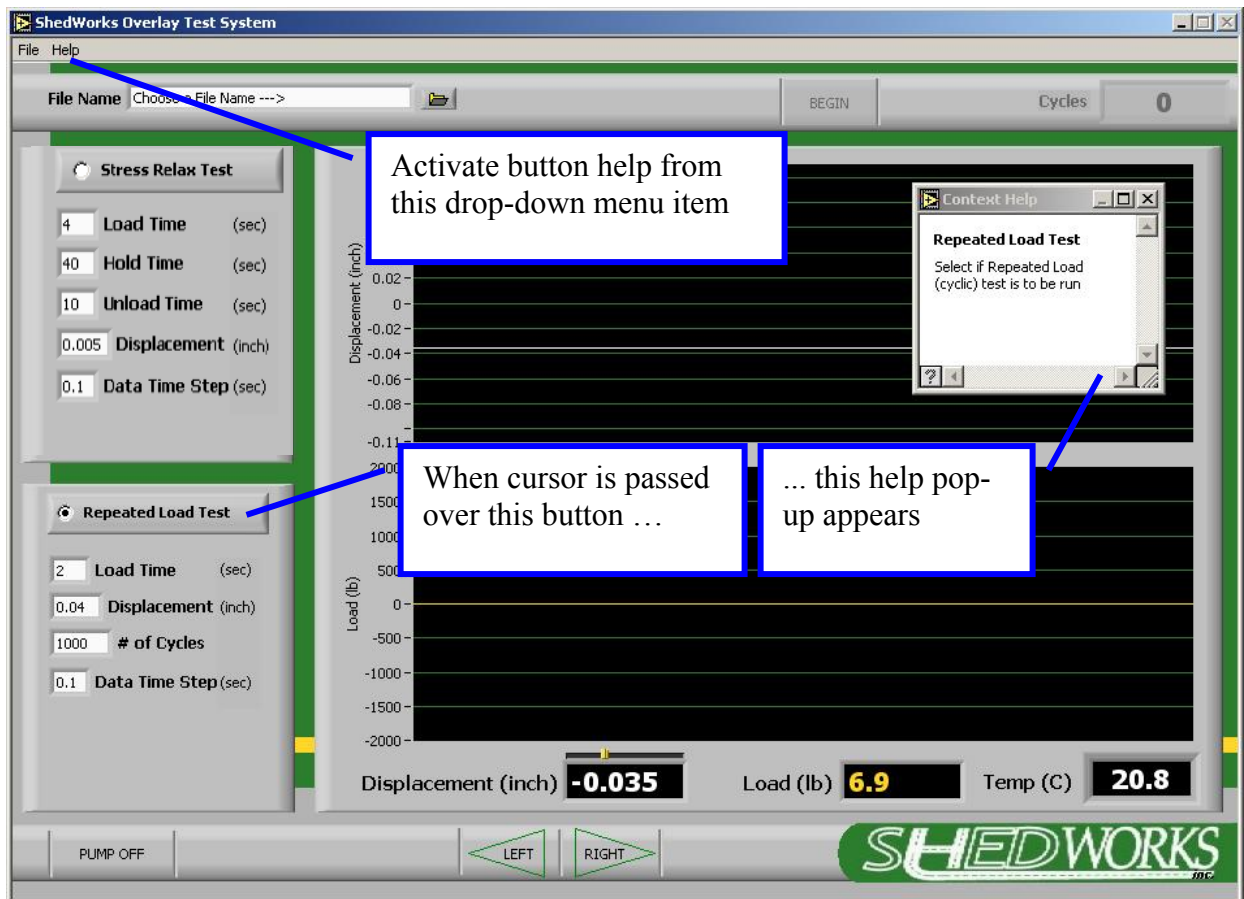 ShedWorks Overlay Test System
File Help
File Name Choose a File Name --->
BEGIN
Cycles 0
Stress Relax Test
4 Load Time (sec)
40 Hold Time (sec)
10 Unload Time (sec)
0.005 Displacement (inch)
0.1 Data Time Step (sec)
Repeated Load Test
2 Load Time (sec)
0.04 Displacement (inch)
1000 # of Cycles
0.1 Data Time Step (sec)
Activate button help from
this drop-down menu item
Context Help
Repeated Load Test
Select if Repeated Load
(cyclic) test is to be run
?
Displacement (inch)
0.02
0
-0.02
-0.04
-0.06
-0.08
-0.11
When cursor is passed
over this button …
... this help pop-
up appears
Load (lb)
2000
1500
1000
500
0
-500
-1000
-1500
-2000
Displacement (inch) -0.035
Load (lb) 6.9
Temp (C) 20.8
PUMP OFF
LEFT
RIGHT
SHEDWORKS
INC